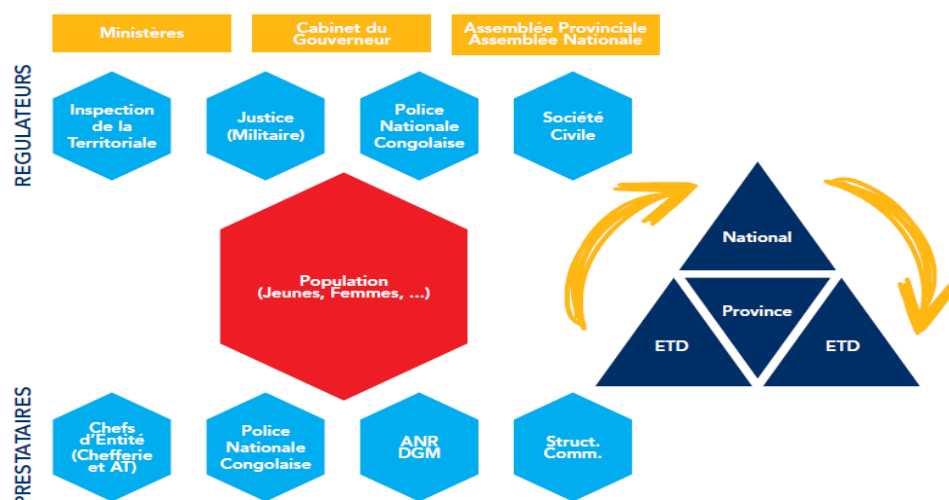 Ministères
Cabinet du
Gouverneur
Assemblée Provinciale
Assemblée Nationale
REGULATEURS
Inspection
de la
Territoriale
Justice
(Militaire)
Police
Nationale
Congolaise
Société
Civile
Population
(Jeunes, Femmes, ...)
National
Province
ETD
ETD
PRESTATAIRES
Chefs
d'Entité
(Chefferie
et AT)
Police
Nationale
Congolaise
ANR
DGM
Struct.
Comm.